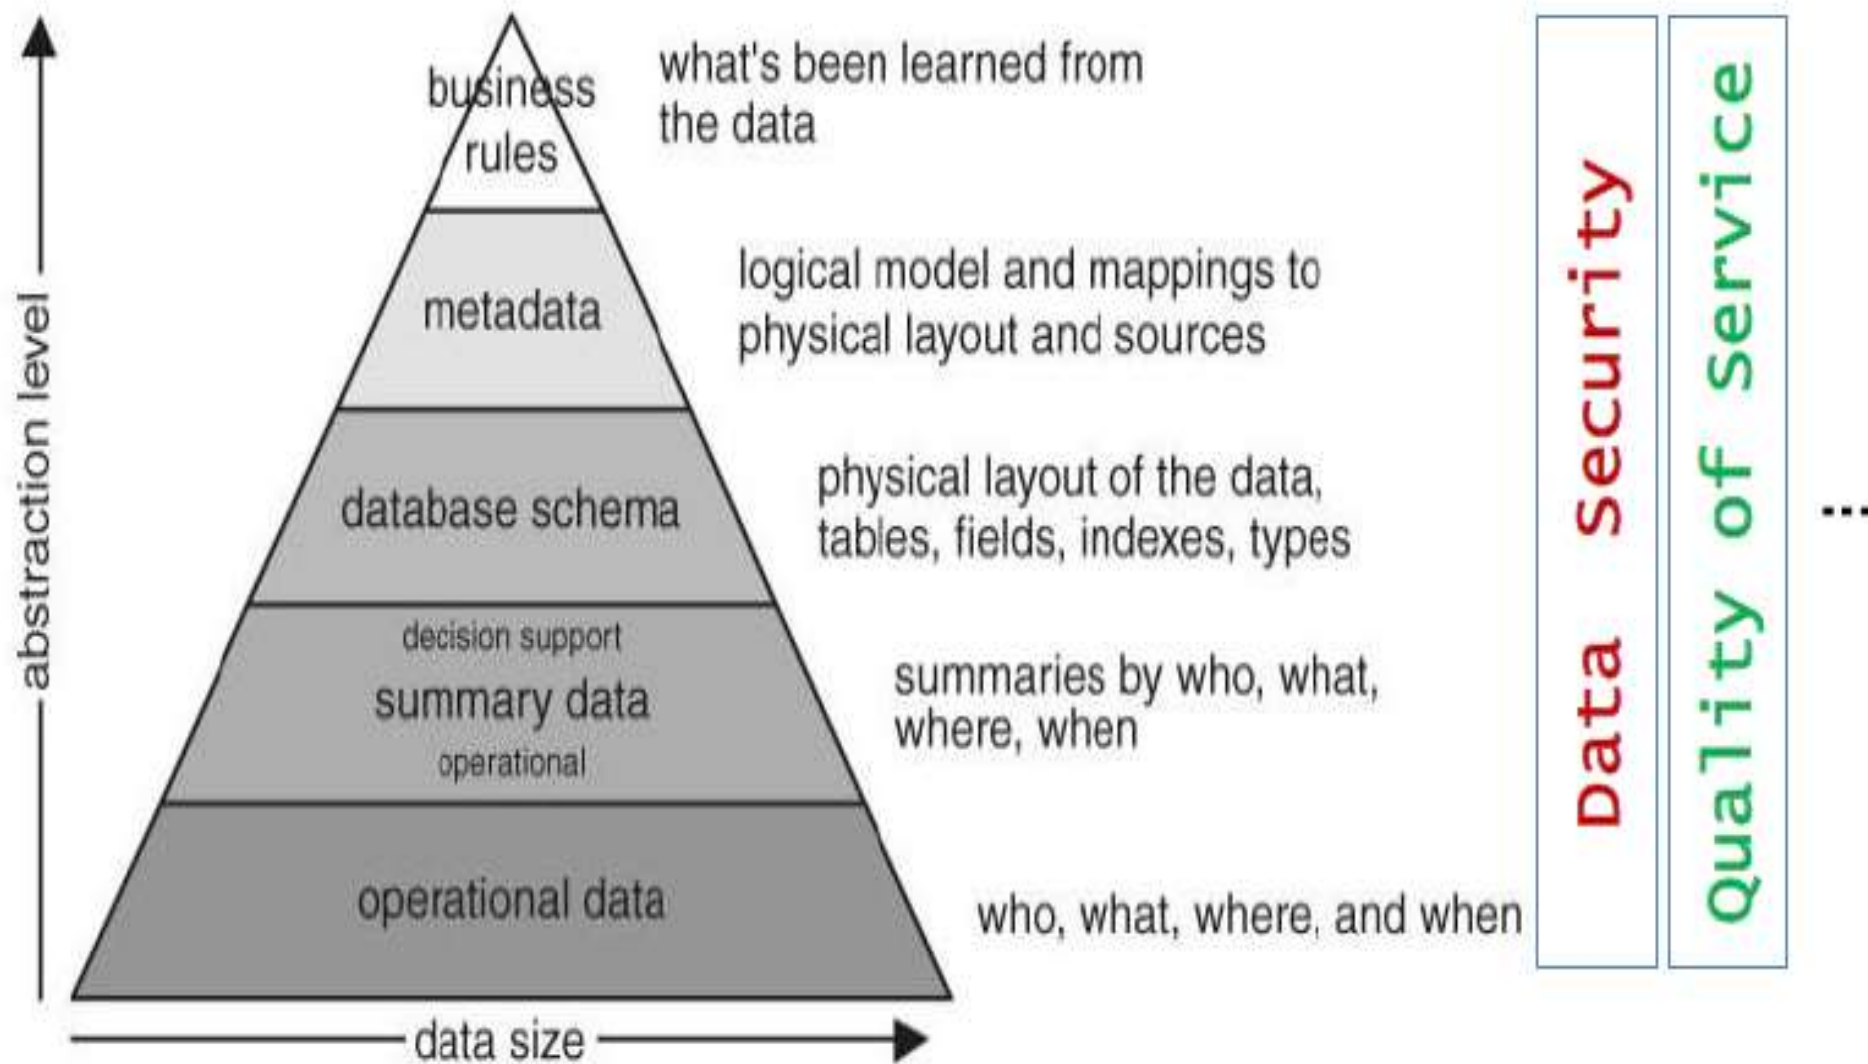 business
rules
what's been learned from
the data
metadata
logical model and mappings to
physical layout and sources
database schema
physical layout of the data,
tables, fields, indexes, types
decision support
summary data
operational
summaries by who, what,
where, when
operational data
who, what, where, and when
abstraction level
data size
Data Security
Quality of Service
...